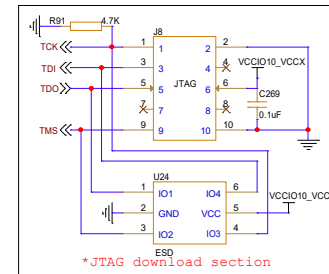 R91 4.7K
J8
TCK 1 2
TDI 3 4 VCCIO10_VCCX
TDO 5 JTAG 6
7 8 C269
TMS 9 10 0.1uF
U24
1 IO1 IO4 6 VCCIO10_VCC
2 GND VCC 5
3 IO2 IO3 4
ESD
*JTAG download section